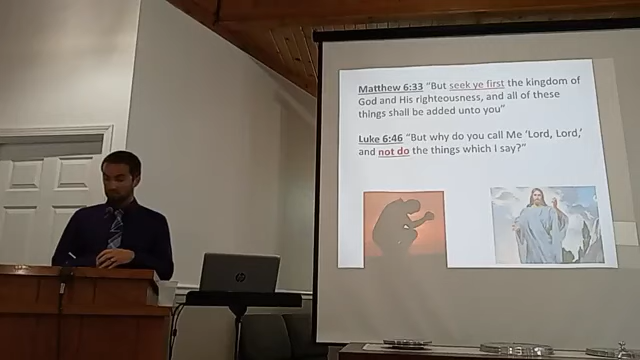 Matthew 6:33 “But seek ye first the kingdom of
God and His righteousness, and all of these
things shall be added unto you”
Luke 6:46 “But why do you call Me ‘Lord, Lord,’
and not do the things which I say?”
hp